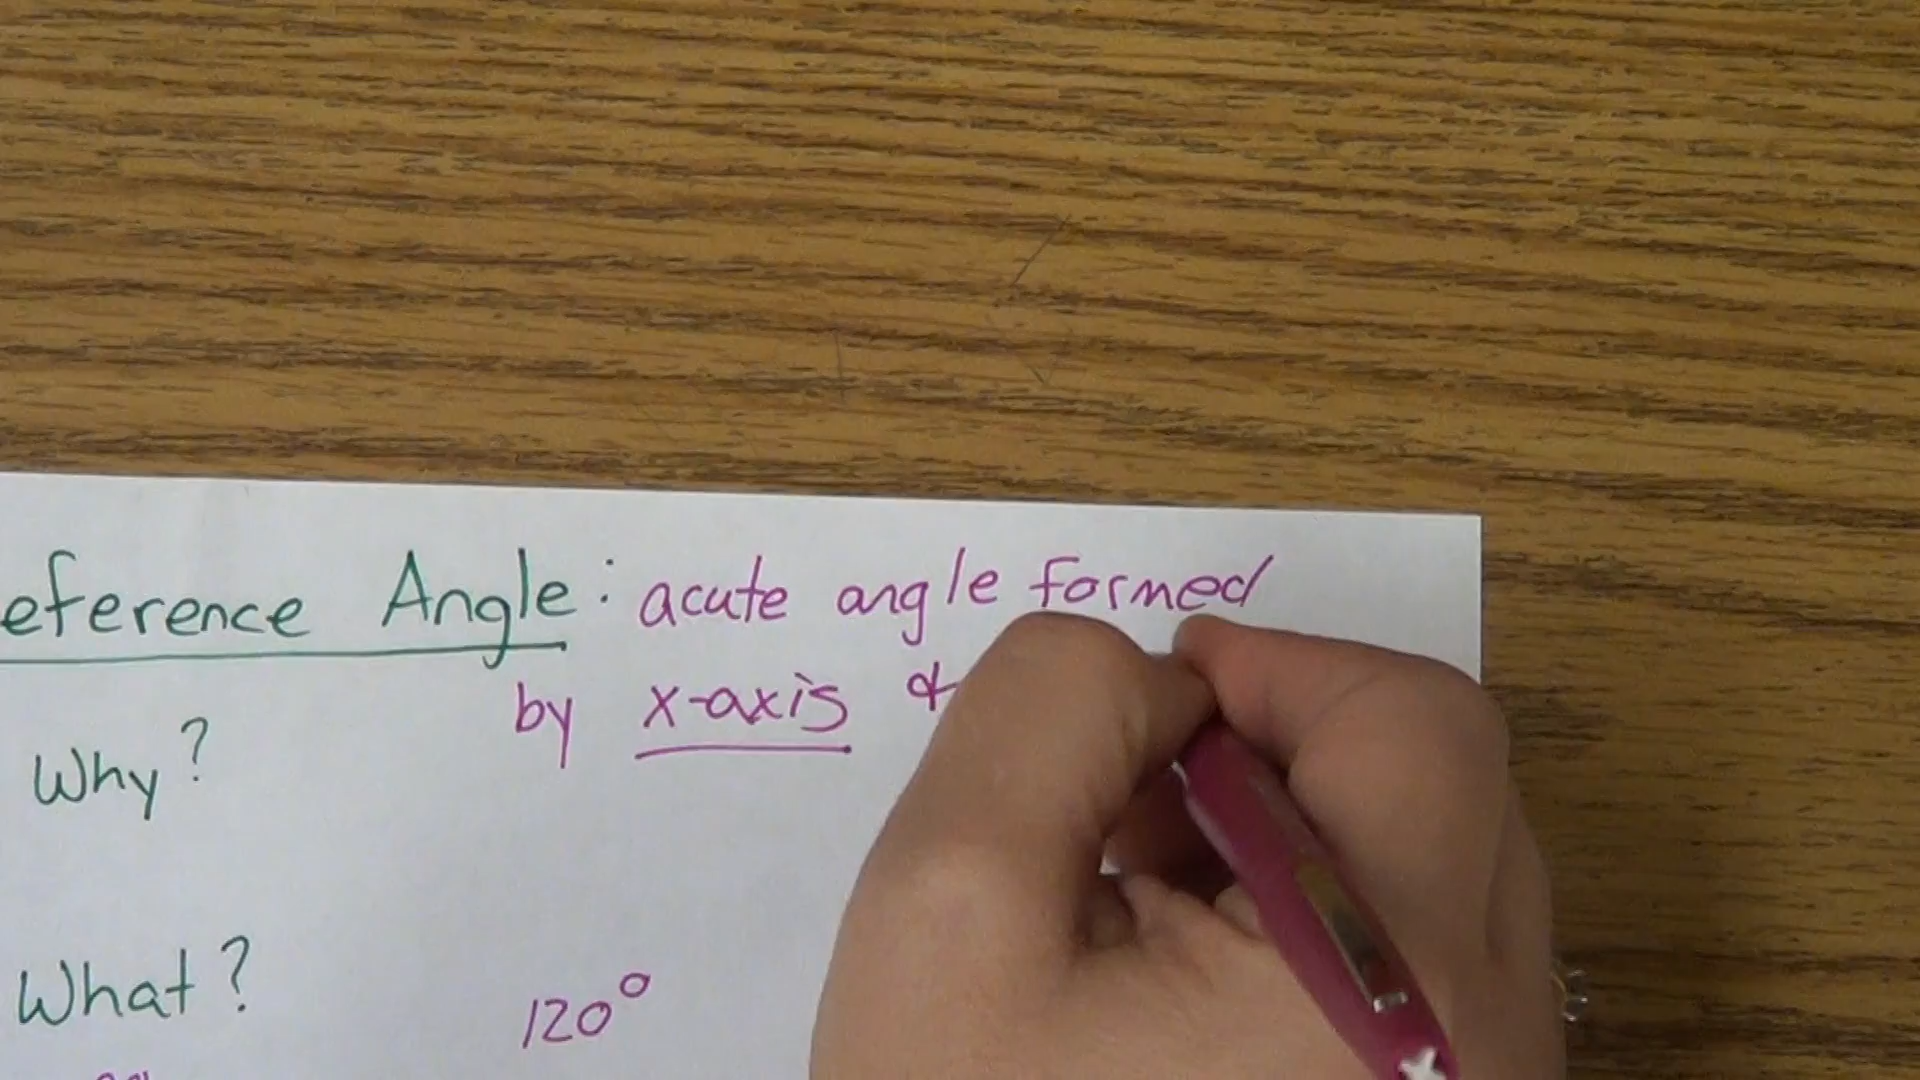 eference Angle: acute angle formed
by x-axis &
Why?
What?
120°